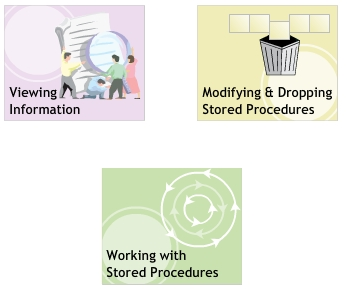 Viewing
Information
Modifying & Dropping
Stored Procedures
Working with
Stored Procedures